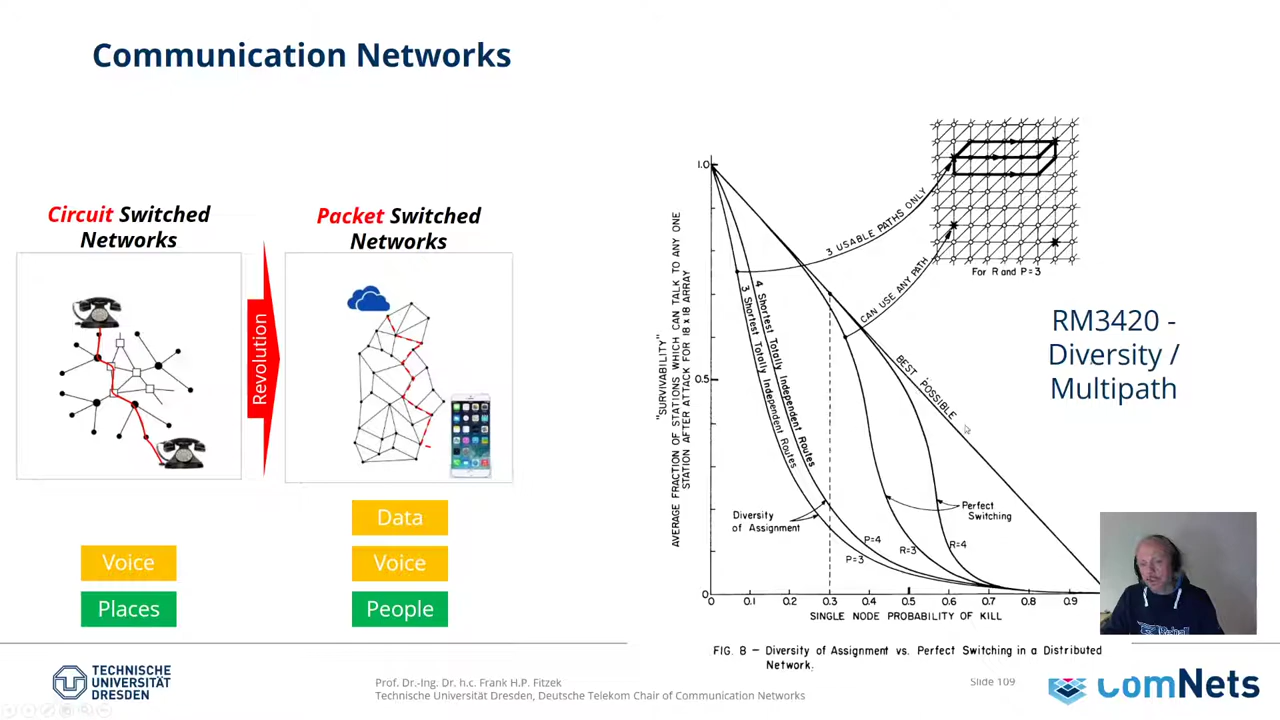 Communication Networks
Circuit Switched
Networks
Packet Switched
Networks
Revolution
Data
Voice
Voice
Places
People
"SURVIVABILITY"
AVERAGE FRACTION OF STATIONS WHICH CAN TALK TO ANY ONE
STATION AFTER ATTACK FOR 18 X 18 ARRAY
1.0
0.5
0
3 USABLE PATHS ONLY
CAN USE ANY PATH
For R and P=3
4 Shortest Totally Independent Routes
3 Shortest Totally Independent Routes
BEST POSSIBLE
Diversity
of Assignment
Perfect
Switching
P=4
P=3
R=3
R=4
0 0.1 0.2 0.3 0.4 0.5 0.6 0.7 0.8 0.9
SINGLE NODE PROBABILITY OF KILL
FIG. 8 — Diversity of Assignment vs. Perfect Switching in a Distributed
Network.
RM3420 -
Diversity /
Multipath
TECHNISCHE
UNIVERSITÄT
DRESDEN
Prof. Dr.-Ing. Dr. h.c. Frank H.P. Fitzek
Technische Universität Dresden, Deutsche Telekom Chair of Communication Networks
Slide 109
ComNets